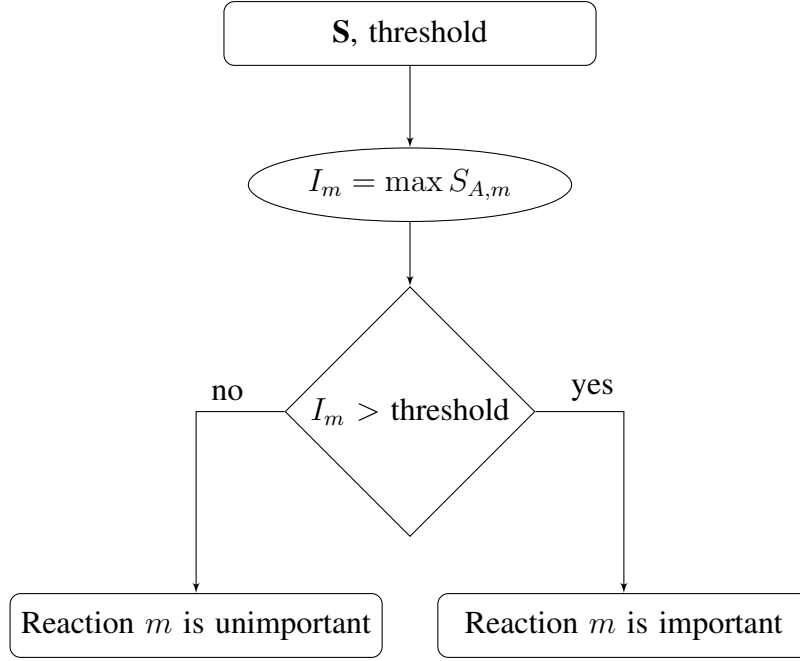 S, threshold
I_m = max S_{A,m}
no
yes
I_m > threshold
Reaction m is unimportant
Reaction m is important